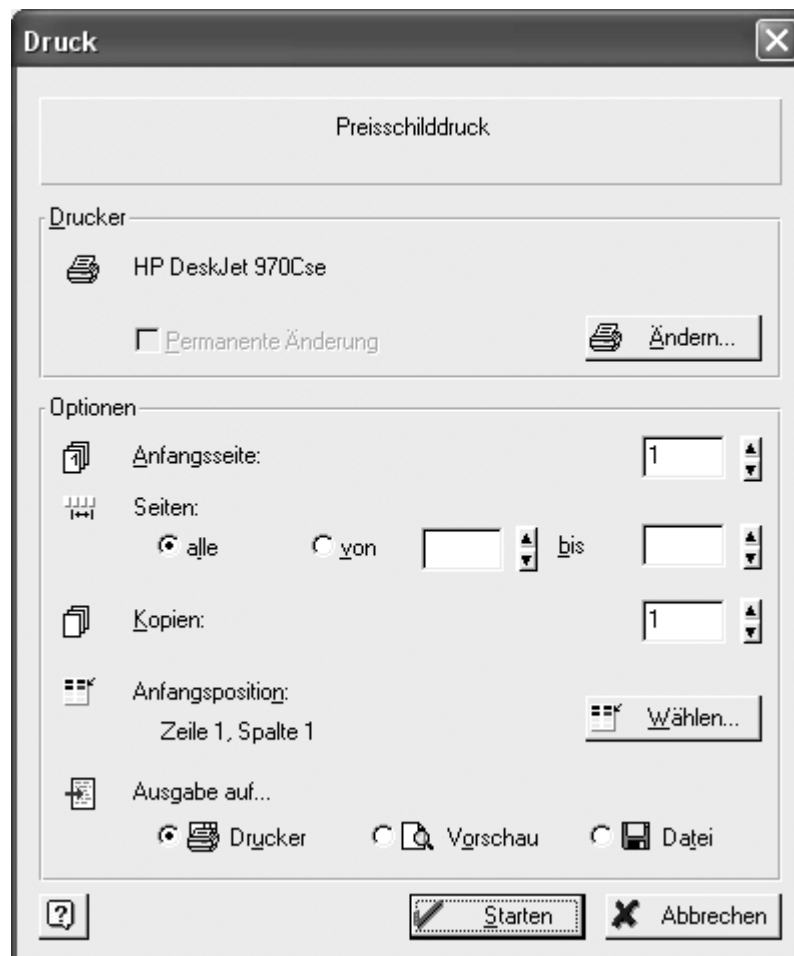 Druck
Preisschilddruck
Drucker
HP DeskJet 970Cse
Permanente Änderung
Ändern...
Optionen
Anfangsseite:
1
Seiten:
alle
von
bis
Kopien:
1
Anfangsposition:
Wählen...
Zeile 1, Spalte 1
Ausgabe auf...
Drucker
Vorschau
Datei
Starten
Abbrechen